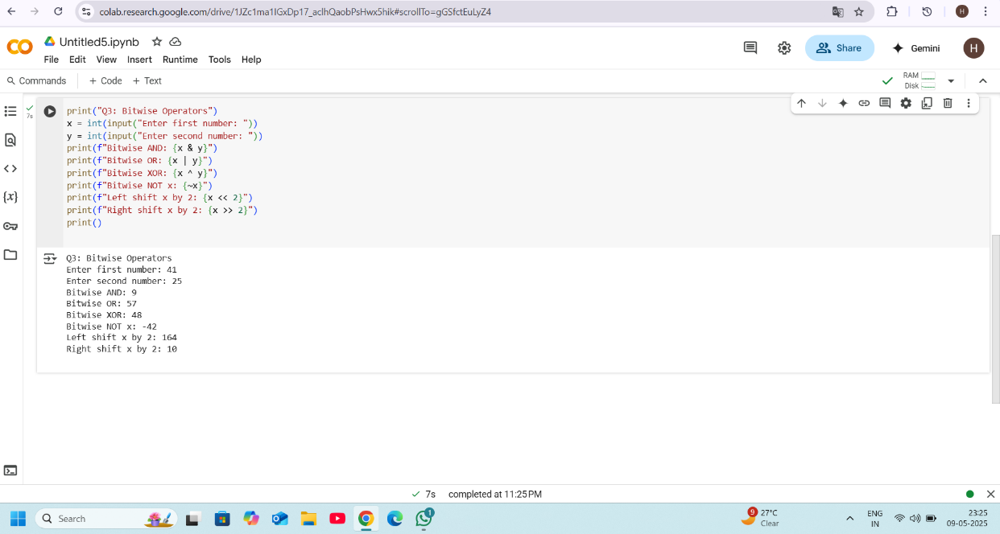 colab.research.google.com/drive/1JZc1ma1IGxDp17_aclhQaobPsHwx5hik#scrollTo=gGSfctEuLyZ4
H
Untitled5.ipynb
File Edit View Insert Runtime Tools Help
Share
Gemini
H
Commands
+ Code + Text
RAM
Disk
7s
print("Q3: Bitwise Operators")
x = int(input("Enter first number: "))
y = int(input("Enter second number: "))
print(f"Bitwise AND: {x & y}")
print(f"Bitwise OR: {x | y}")
print(f"Bitwise XOR: {x ^ y}")
print(f"Bitwise NOT x: {~x}")
print(f"Left shift x by 2: {x << 2}")
print(f"Right shift x by 2: {x >> 2}")
print()
Q3: Bitwise Operators
Enter first number: 41
Enter second number: 25
Bitwise AND: 9
Bitwise OR: 57
Bitwise XOR: 48
Bitwise NOT x: -42
Left shift x by 2: 164
Right shift x by 2: 10
7s completed at 11:25 PM
Search
1
9
27°C
Clear
ENG
IN
23:25
09-05-2025